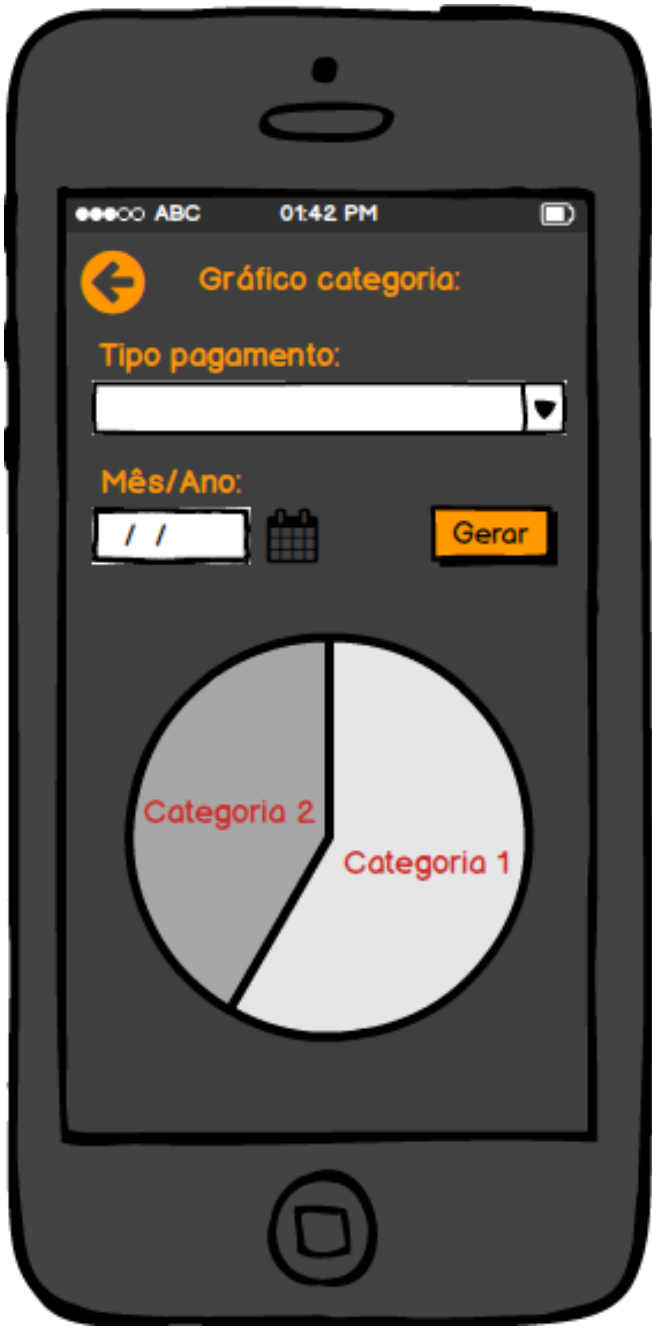 ABC 01:42 PM
Gráfico categoria:
Tipo pagamento:
Mês/Ano:
/ /
Gerar
Categoria 2
Categoria 1